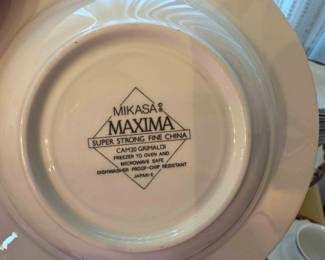 MIKASA®
MAXIMA
SUPER STRONG FINE CHINA
CAM20 GRIMALDI
FREEZER TO OVEN AND
MICROWAVE SAFE
DISHWASHER PROOF-CHIP RESISTANT
JAPAN-E